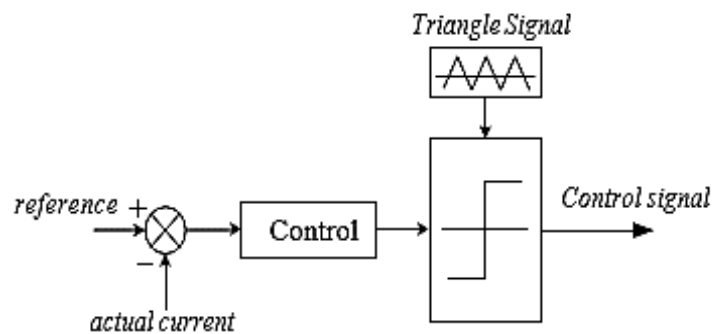 Triangle Signal
reference +
Control
Control signal
−
actual current